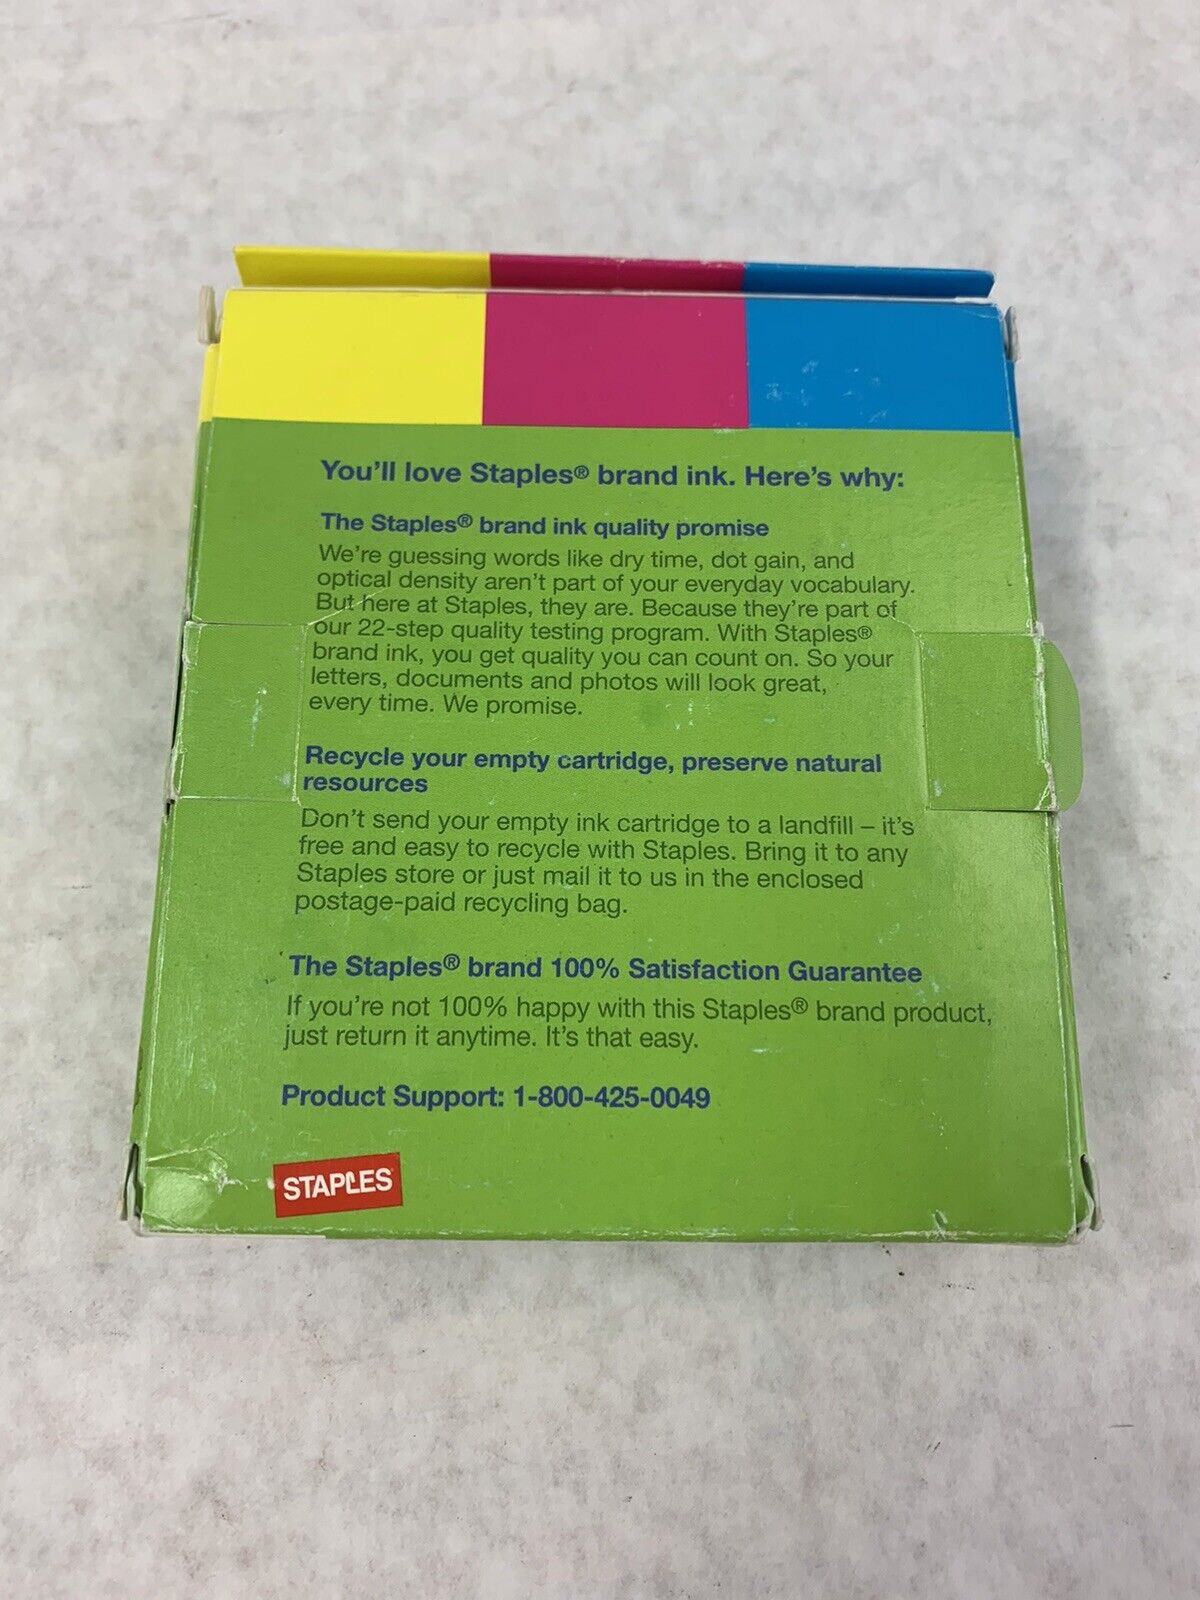 You'll love Staples® brand ink. Here's why:
The Staples® brand ink quality promise
We're guessing words like dry time, dot gain, and
optical density aren't part of your everyday vocabulary.
But here at Staples, they are. Because they're part of
our 22-step quality testing program. With Staples®
brand ink, you get quality you can count on. So your
letters, documents and photos will look great,
every time. We promise.
Recycle your empty cartridge, preserve natural
resources
Don't send your empty ink cartridge to a landfill – it's
free and easy to recycle with Staples. Bring it to any
Staples store or just mail it to us in the enclosed
postage-paid recycling bag.
The Staples® brand 100% Satisfaction Guarantee
If you're not 100% happy with this Staples® brand product,
just return it anytime. It's that easy.
Product Support: 1-800-425-0049
STAPLES